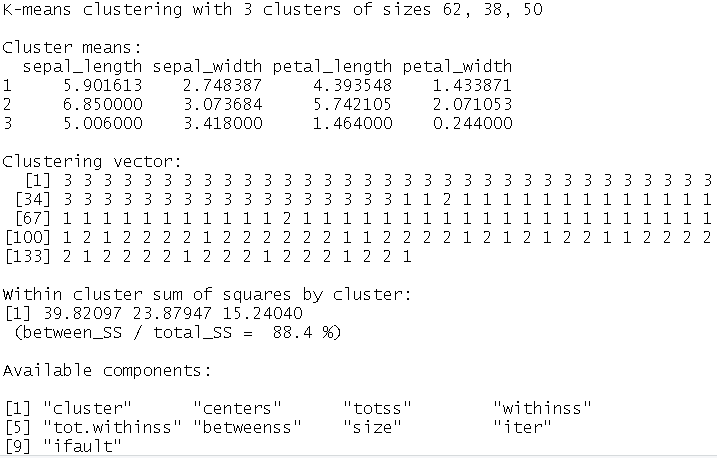 K-means clustering with 3 clusters of sizes 62, 38, 50
Cluster means:
sepal_length sepal_width petal_length petal_width
1 5.901613 2.748387 4.393548 1.433871
2 6.850000 3.073684 5.742105 2.071053
3 5.006000 3.418000 1.464000 0.244000
Clustering vector:
[1] 3 3 3 3 3 3 3 3 3 3 3 3 3 3 3 3 3 3 3 3 3 3 3 3 3 3 3 3 3 3 3 3 3
[34] 3 3 3 3 3 3 3 3 3 3 3 3 3 3 3 3 3 1 1 2 1 1 1 1 1 1 1 1 1 1 1 1 1
[67] 1 1 1 1 1 1 1 1 1 1 1 2 1 1 1 1 1 1 1 1 1 1 1 1 1 1 1 1 1 1 1 1 1
[100] 1 2 1 2 2 2 2 1 2 2 2 2 2 2 1 1 2 2 2 2 1 2 1 2 1 2 2 1 1 2 2 2 2
[133] 2 1 2 2 2 2 1 2 2 2 1 2 2 2 1 2 2 1
Within cluster sum of squares by cluster:
[1] 39.82097 23.87947 15.24040
(between_SS / total_SS = 88.4 %)
Available components:
[1] "cluster" "centers" "totss" "withinss"
[5] "tot.withinss" "betweenss" "size" "iter"
[9] "ifault"